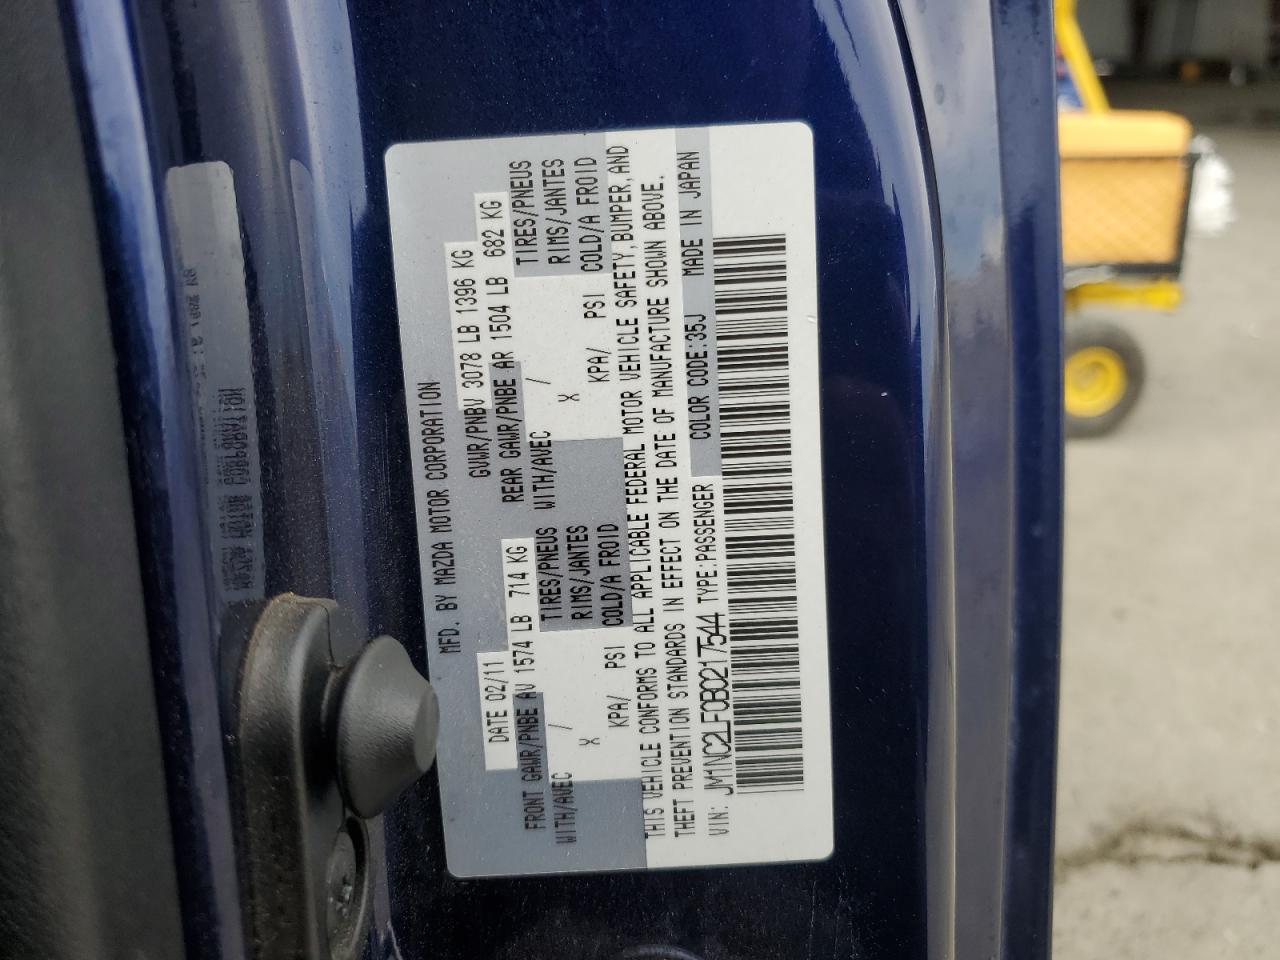 MFD. BY MAZDA MOTOR CORPORATION
DATE 02/11 GVWR/PNBV 3078 LB 1396 KG
FRONT GAWR/PNBE AV 1574 LB 714 KG REAR GAWR/PNBE AR 1504 LB 682 KG
WITH/AVEC / TIRES/PNEUS WITH/AVEC / TIRES/PNEUS
X RIMS/JANTES X RIMS/JANTES
KPA/ PSI COLD/A FROID KPA/ PSI COLD/A FROID
THIS VEHICLE CONFORMS TO ALL APPLICABLE FEDERAL MOTOR VEHICLE SAFETY,BUMPER,AND
THEFT PREVENTION STANDARDS IN EFFECT ON THE DATE OF MANUFACTURE SHOWN ABOVE.
VIN: JM1NC2LF0B0217544 TYPE:PASSENGER COLOR CODE:35J MADE IN JAPAN